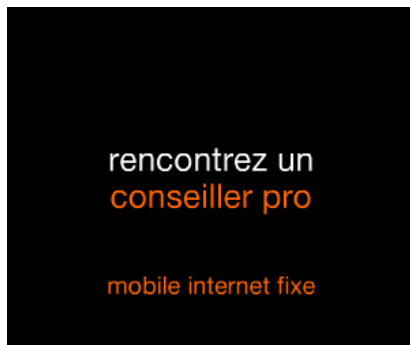 rencontrez un
conseiller pro
mobile internet fixe